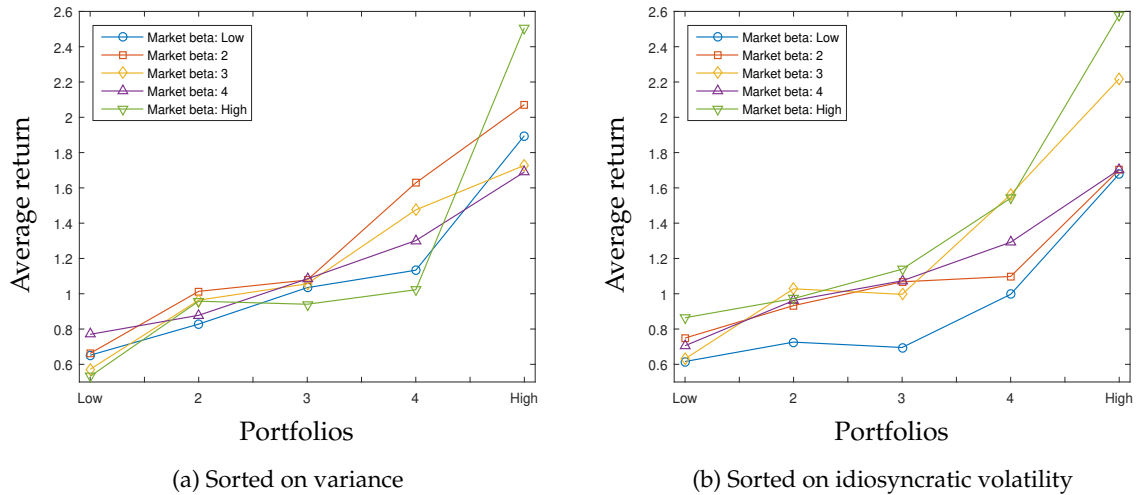 2.6
2.4
2.2
2
1.8
1.6
1.4
1.2
1
0.8
0.6
Average return
Market beta: Low
Market beta: 2
Market beta: 3
Market beta: 4
Market beta: High
Low 2 3 4 High
Portfolios
(a) Sorted on variance
2.6
2.4
2.2
2
1.8
1.6
1.4
1.2
1
0.8
0.6
Average return
Market beta: Low
Market beta: 2
Market beta: 3
Market beta: 4
Market beta: High
Low 2 3 4 High
Portfolios
(b) Sorted on idiosyncratic volatility